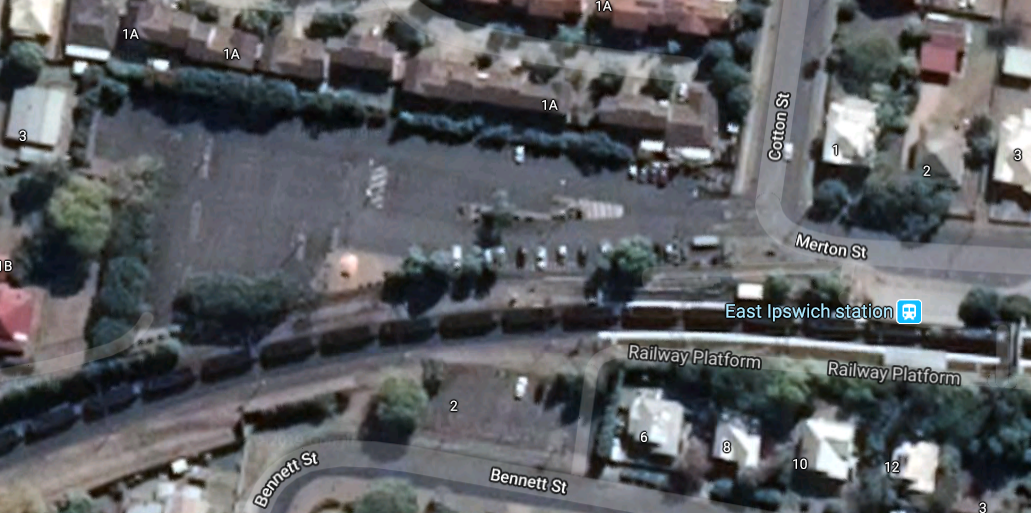 1A
1A
1A
1A
3
Cotton St
1
2
3
1B
Merton St
East Ipswich station
Railway Platform
Railway Platform
2
6
8
10
12
Bennett St
Bennett St
3